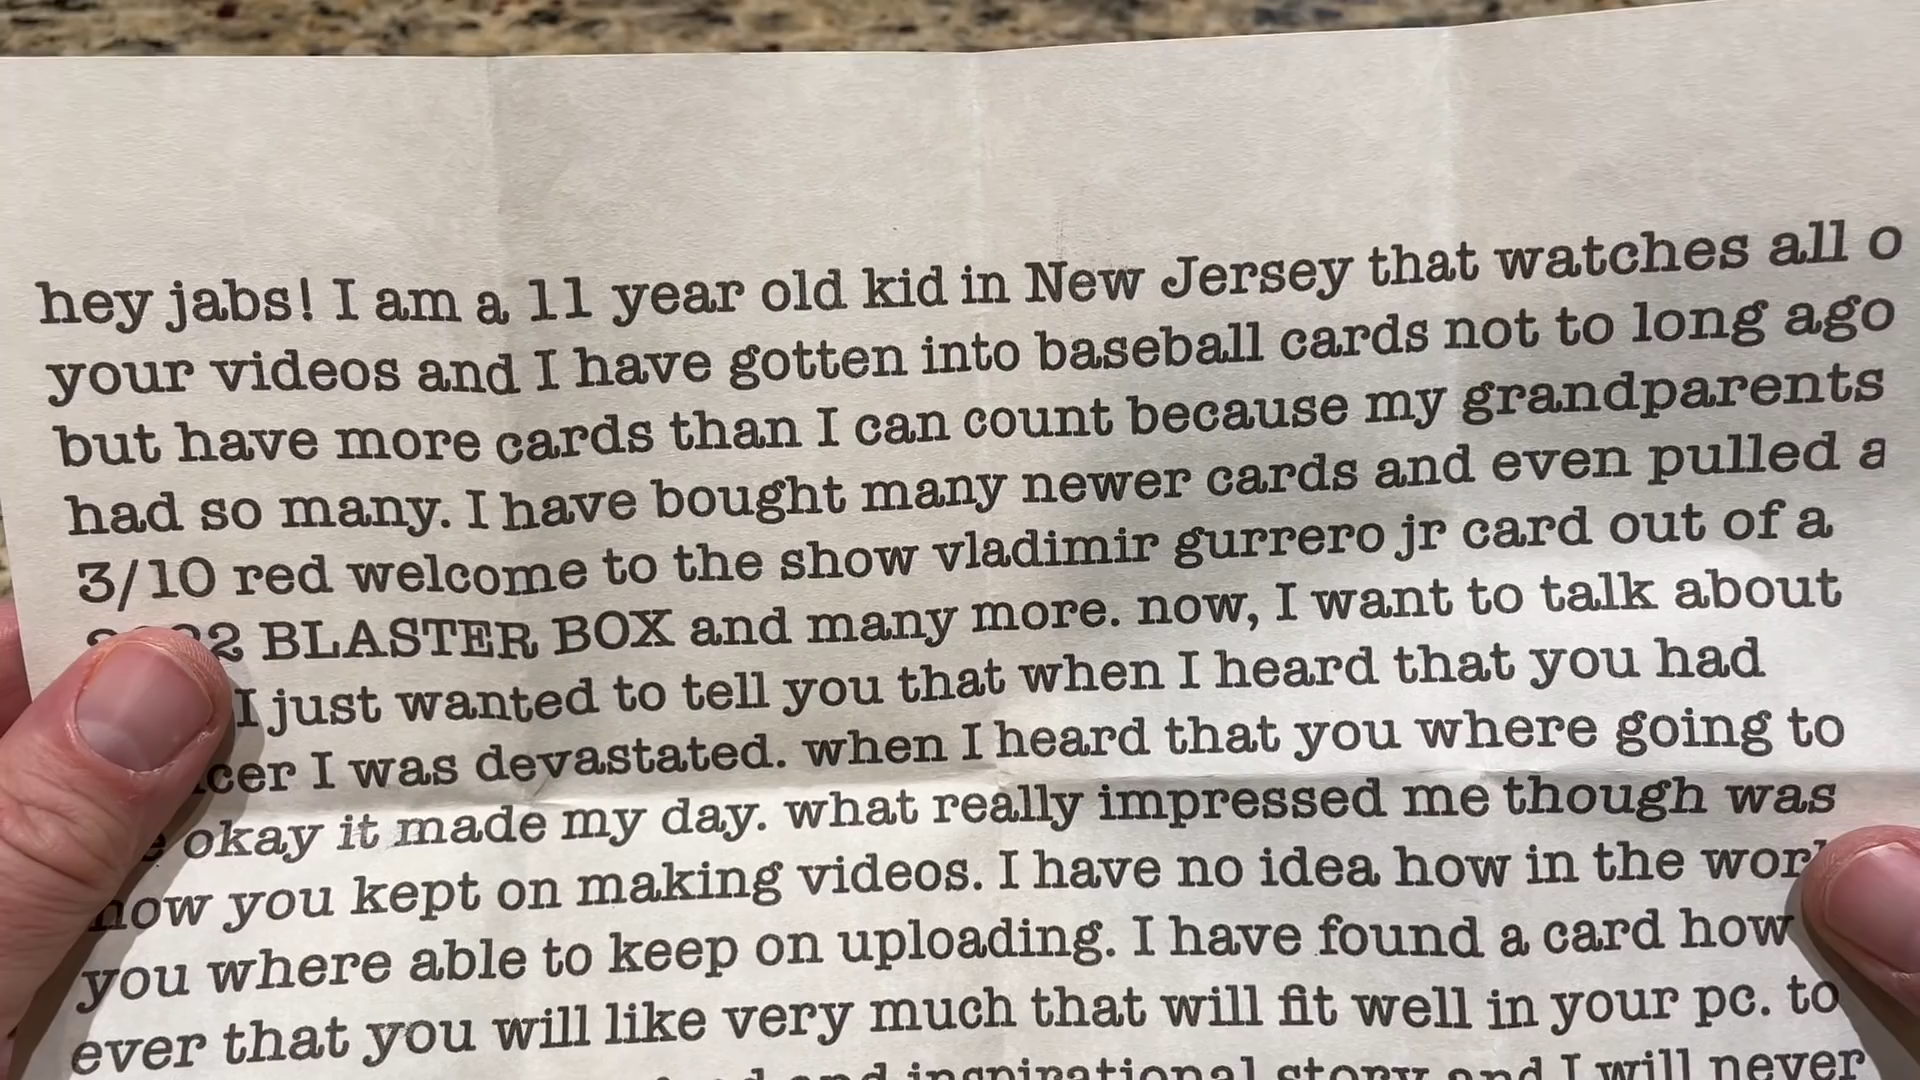 hey jabs! I am a 11 year old kid in New Jersey that watches all o
your videos and I have gotten into baseball cards not to long ago
but have more cards than I can count because my grandparents
had so many. I have bought many newer cards and even pulled a
3/10 red welcome to the show vladimir gurrero jr card out of a
BLASTER BOX and many more. now, I want to talk about
I just wanted to tell you that when I heard that you had
I was devastated. when I heard that you where going to
okay it made my day. what really impressed me though was
how you kept on making videos. I have no idea how in the
you where able to keep on uploading. I have found a card how
ever that you will like very much that will fit well in your pc. to
and inspirational story and I will never